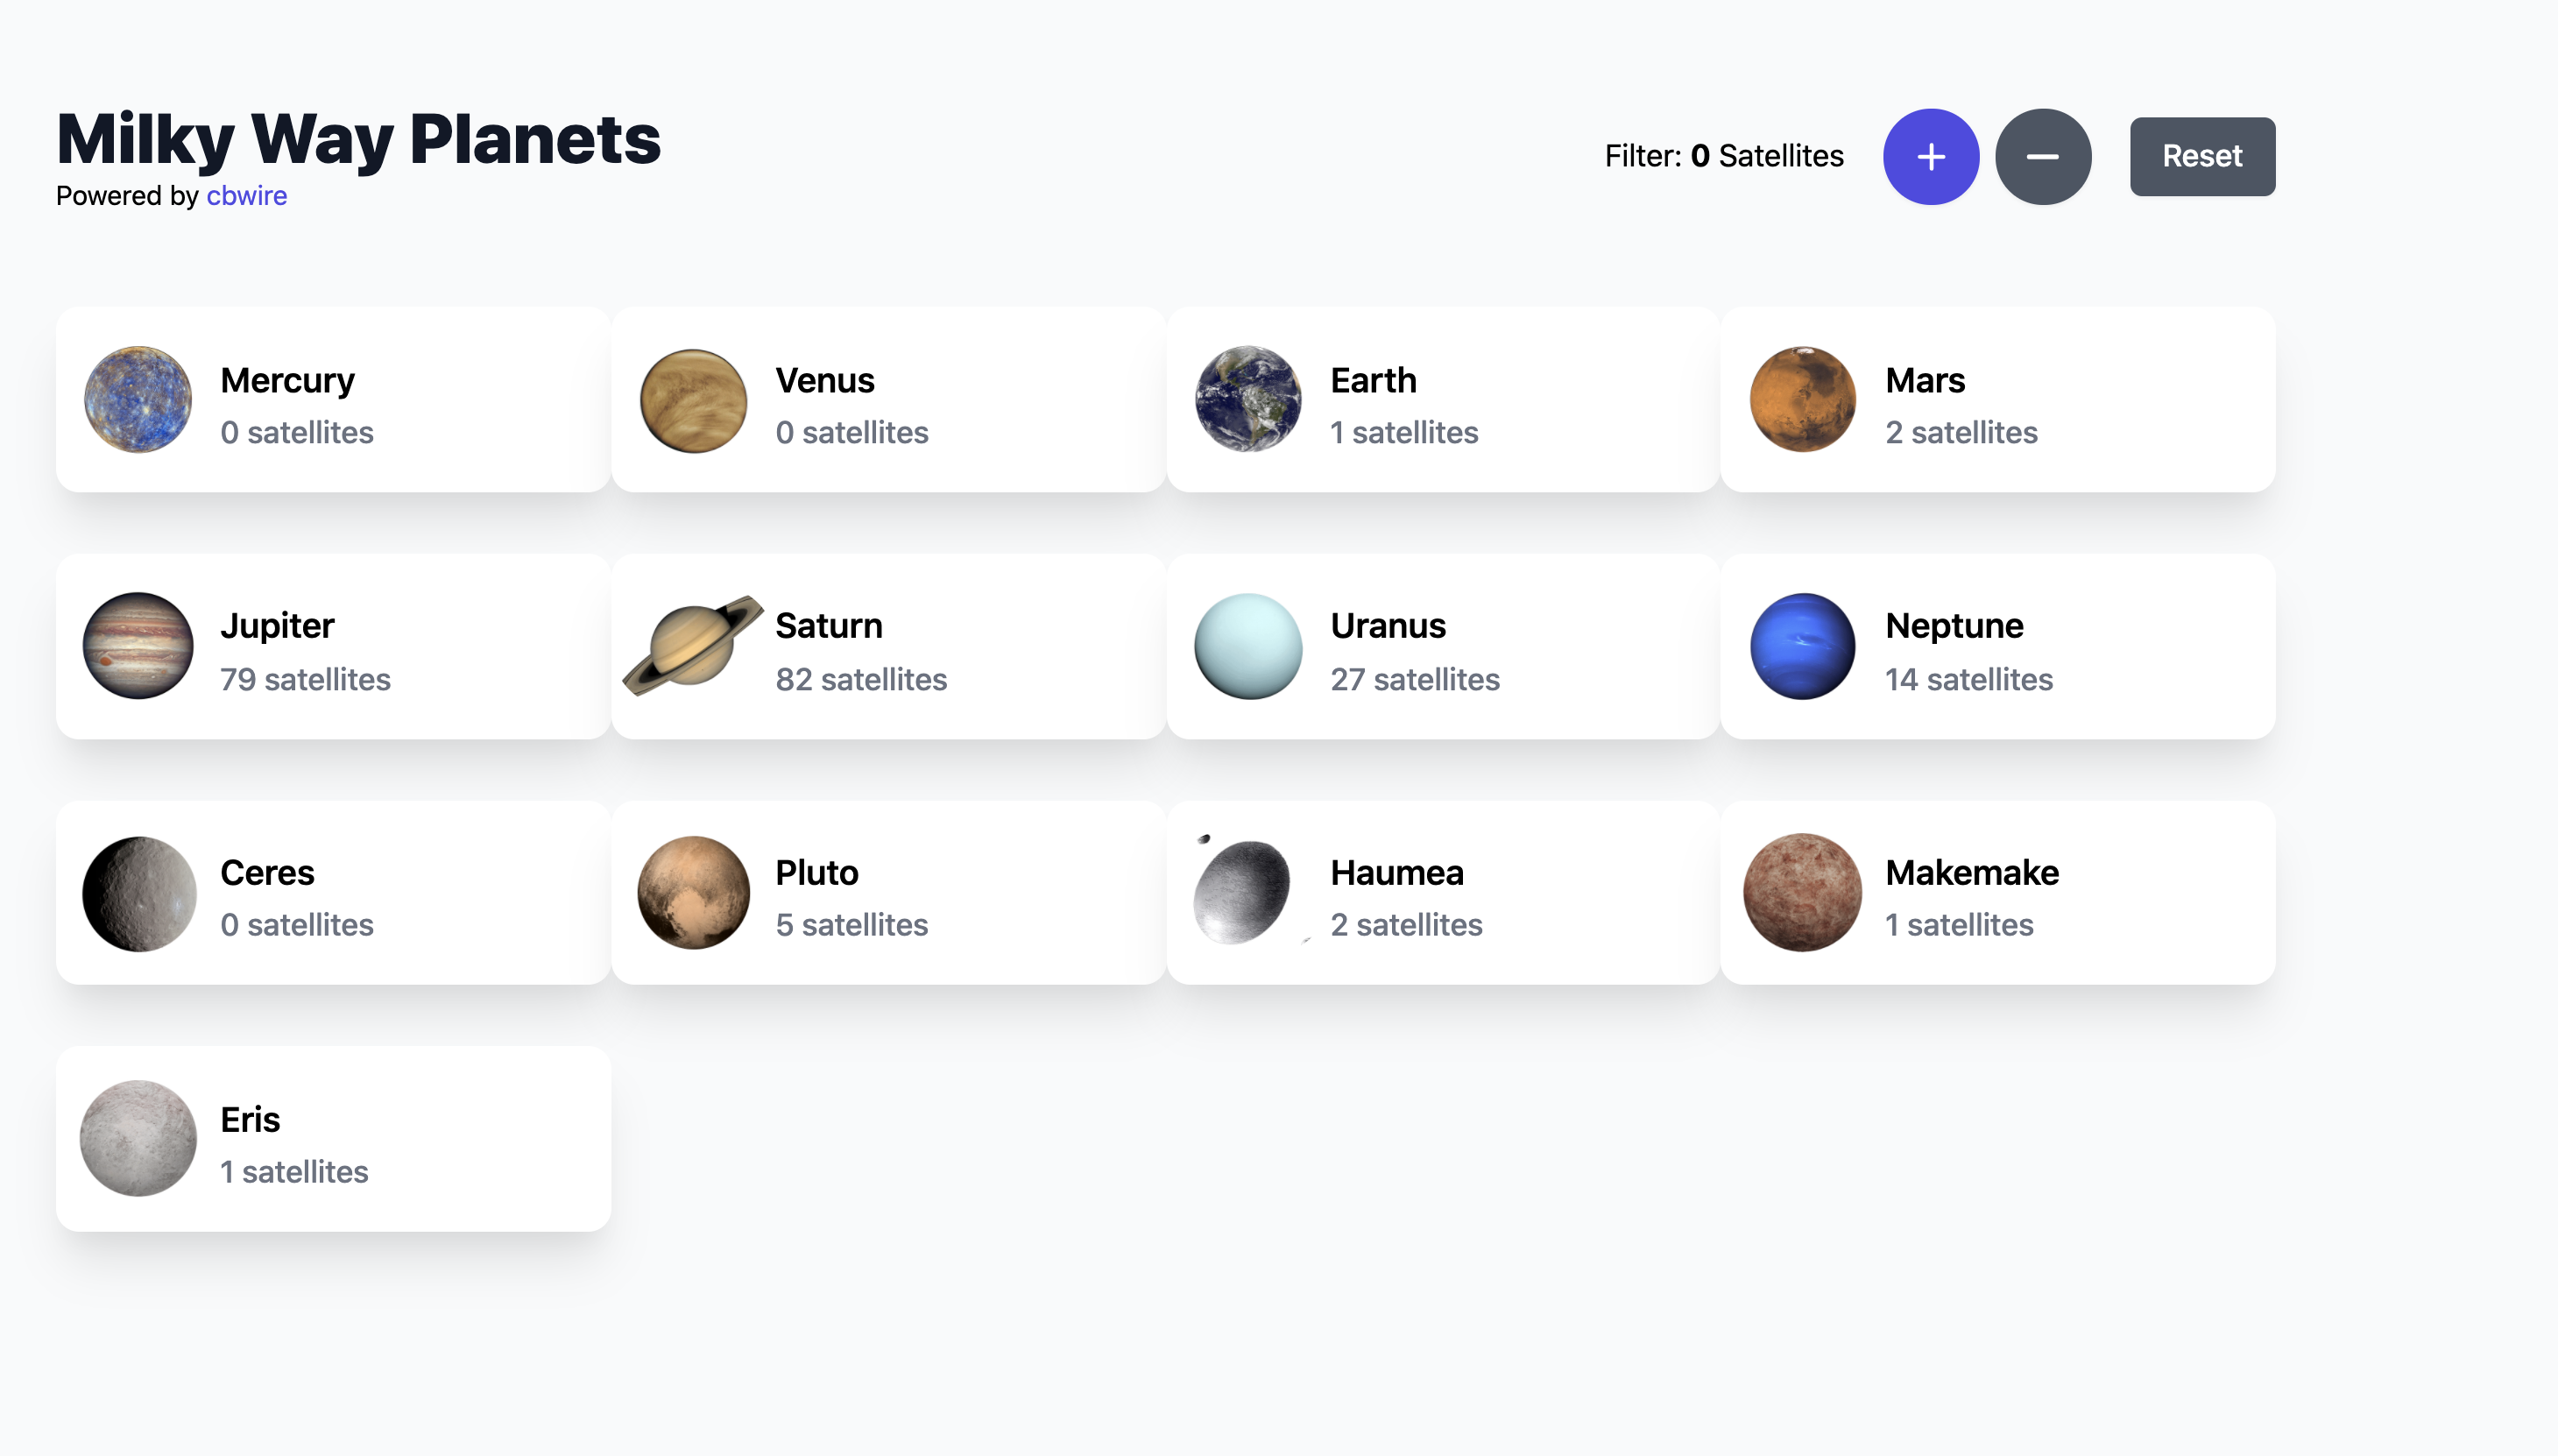 Milky Way Planets
Powered by cbwire
Filter: 0 Satellites
Reset
Mercury
0 satellites
Venus
0 satellites
Earth
1 satellites
Mars
2 satellites
Jupiter
79 satellites
Saturn
82 satellites
Uranus
27 satellites
Neptune
14 satellites
Ceres
0 satellites
Pluto
5 satellites
Haumea
2 satellites
Makemake
1 satellites
Eris
1 satellites